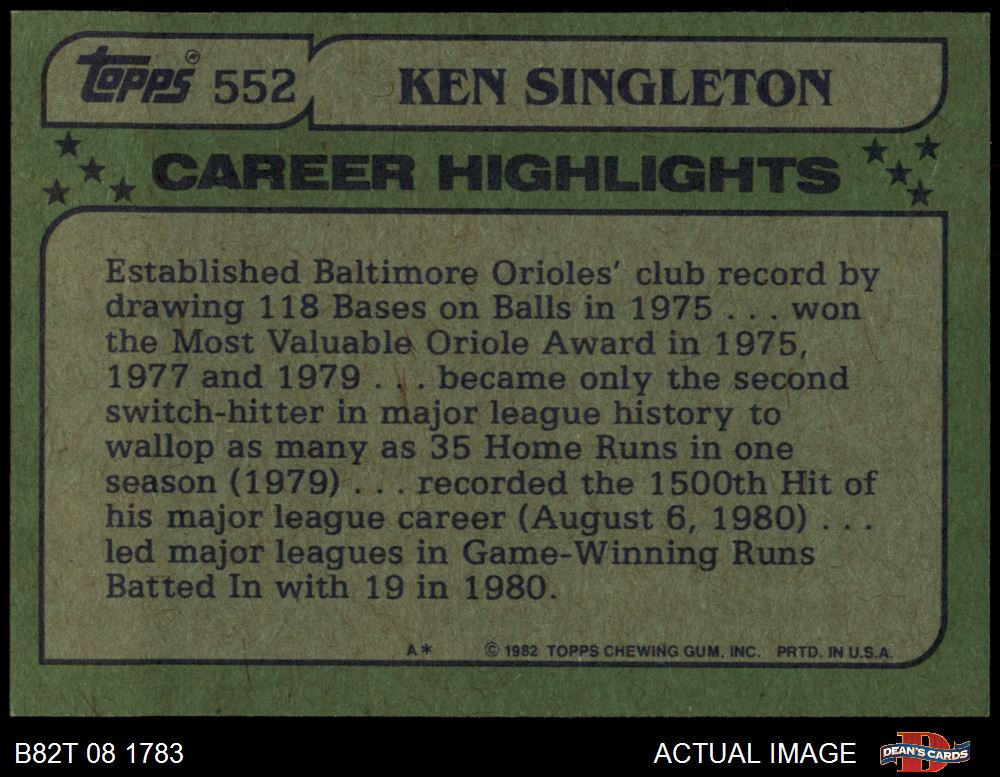 topps® 552 KEN SINGLETON
CAREER HIGHLIGHTS
Established Baltimore Orioles' club record by
drawing 118 Bases on Balls in 1975 . . . won
the Most Valuable Oriole Award in 1975,
1977 and 1979 . . . became only the second
switch-hitter in major league history to
wallop as many as 35 Home Runs in one
season (1979) . . . recorded the 1500th Hit of
his major league career (August 6, 1980) . . .
led major leagues in Game-Winning Runs
Batted In with 19 in 1980.
A* © 1982 TOPPS CHEWING GUM, INC. PRTD. IN U.S.A.
B82T 08 1783 ACTUAL IMAGE D DEAN'S CARDS